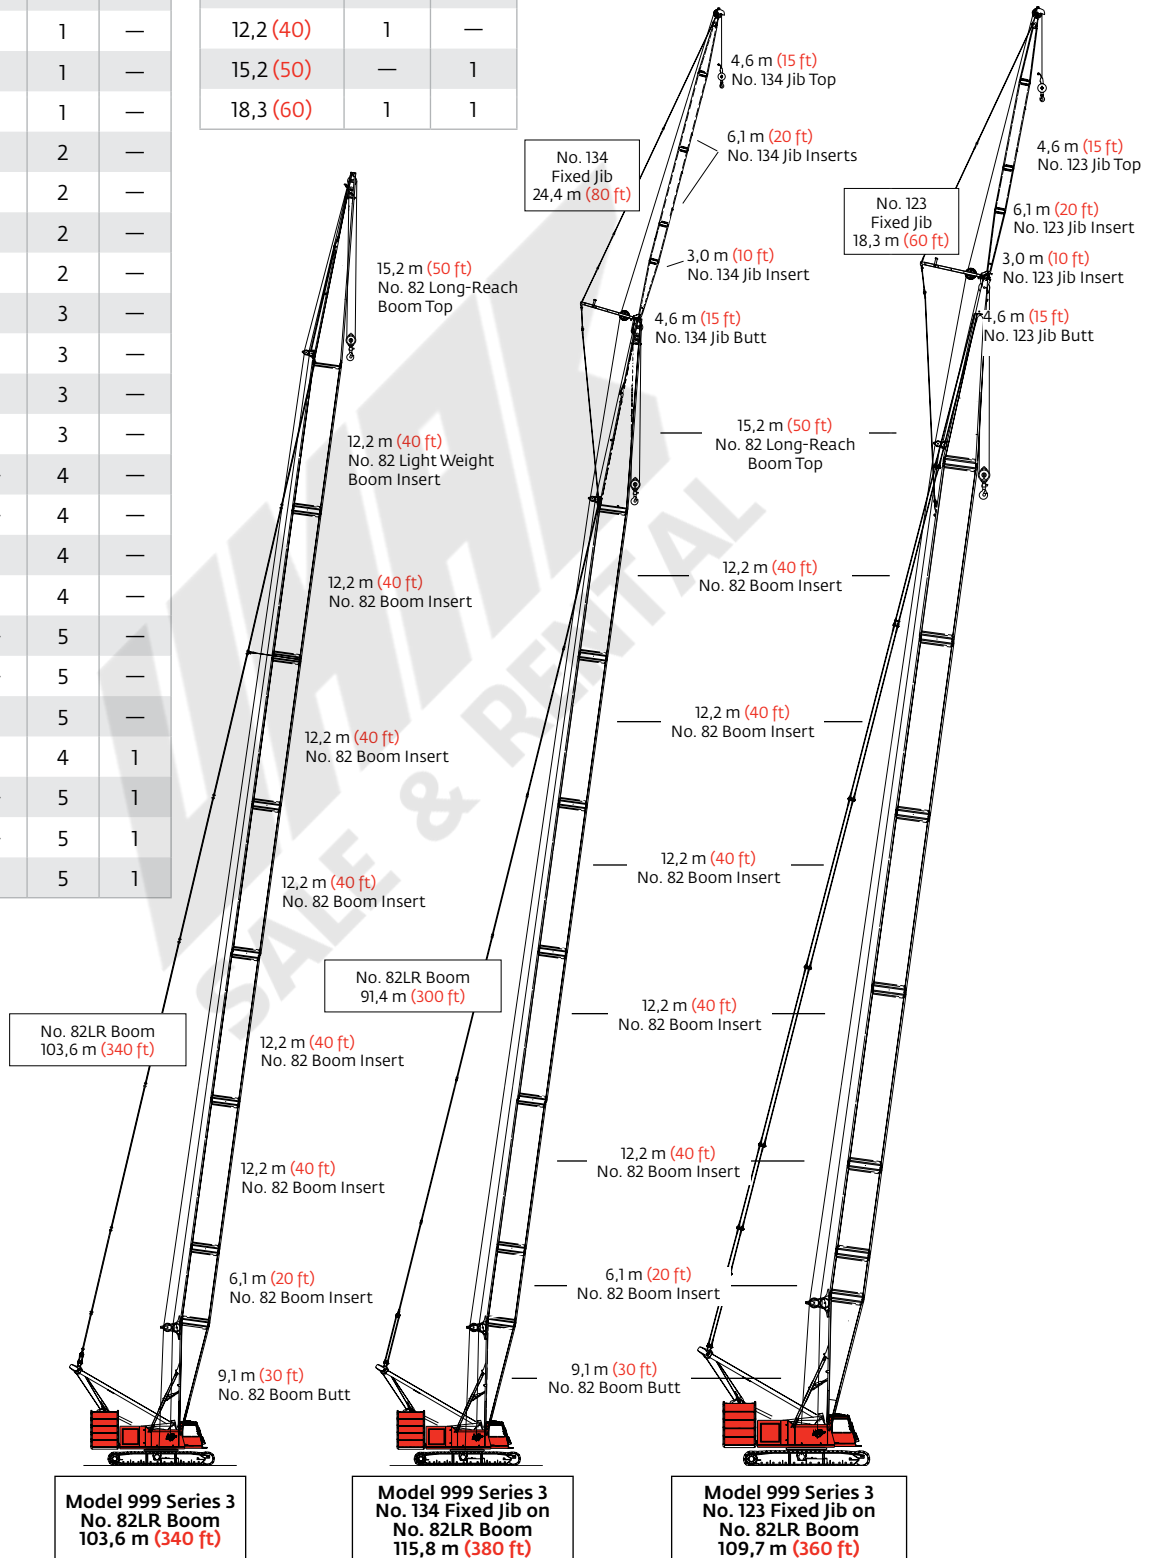 1 —
1 —
1 —
2 —
2 —
2 —
2 —
3 —
3 —
3 —
3 —
4 —
4 —
4 —
4 —
5 —
5 —
5 —
4 1
5 1
5 1
5 1
12,2 (40) 1 —
15,2 (50) — 1
18,3 (60) 1 1
15,2 m (50 ft)
No. 82 Long-Reach
Boom Top
12,2 m (40 ft)
No. 82 Light Weight
Boom Insert
12,2 m (40 ft)
No. 82 Boom Insert
12,2 m (40 ft)
No. 82 Boom Insert
12,2 m (40 ft)
No. 82 Boom Insert
12,2 m (40 ft)
No. 82 Boom Insert
12,2 m (40 ft)
No. 82 Boom Insert
6,1 m (20 ft)
No. 82 Boom Insert
9,1 m (30 ft)
No. 82 Boom Butt
No. 82LR Boom
103,6 m (340 ft)
Model 999 Series 3
No. 82LR Boom
103,6 m (340 ft)
4,6 m (15 ft)
No. 134 Jib Top
6,1 m (20 ft)
No. 134 Jib Inserts
No. 134
Fixed Jib
24,4 m (80 ft)
3,0 m (10 ft)
No. 134 Jib Insert
4,6 m (15 ft)
No. 134 Jib Butt
15,2 m (50 ft)
No. 82 Long-Reach
Boom Top
12,2 m (40 ft)
No. 82 Boom Insert
12,2 m (40 ft)
No. 82 Boom Insert
12,2 m (40 ft)
No. 82 Boom Insert
12,2 m (40 ft)
No. 82 Boom Insert
12,2 m (40 ft)
No. 82 Boom Insert
6,1 m (20 ft)
No. 82 Boom Insert
9,1 m (30 ft)
No. 82 Boom Butt
No. 82LR Boom
91,4 m (300 ft)
Model 999 Series 3
No. 134 Fixed Jib on
No. 82LR Boom
115,8 m (380 ft)
4,6 m (15 ft)
No. 123 Jib Top
No. 123
Fixed Jib
18,3 m (60 ft)
6,1 m (20 ft)
No. 123 Jib Insert
3,0 m (10 ft)
No. 123 Jib Insert
4,6 m (15 ft)
No. 123 Jib Butt
Model 999 Series 3
No. 123 Fixed Jib on
No. 82LR Boom
109,7 m (360 ft)
SALE & RENTAL